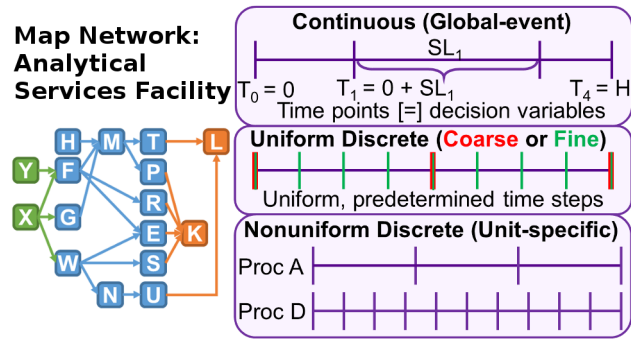 Map Network:
Analytical
Services Facility
H M T L
Y F P
R
X G E K
W S
N U
Continuous (Global-event)
SL₁
T₀ = 0 T₁ = 0 + SL₁ T₄ = H
Time points [=] decision variables
Uniform Discrete (Coarse or Fine)
Uniform, predetermined time steps
Nonuniform Discrete (Unit-specific)
Proc A
Proc D